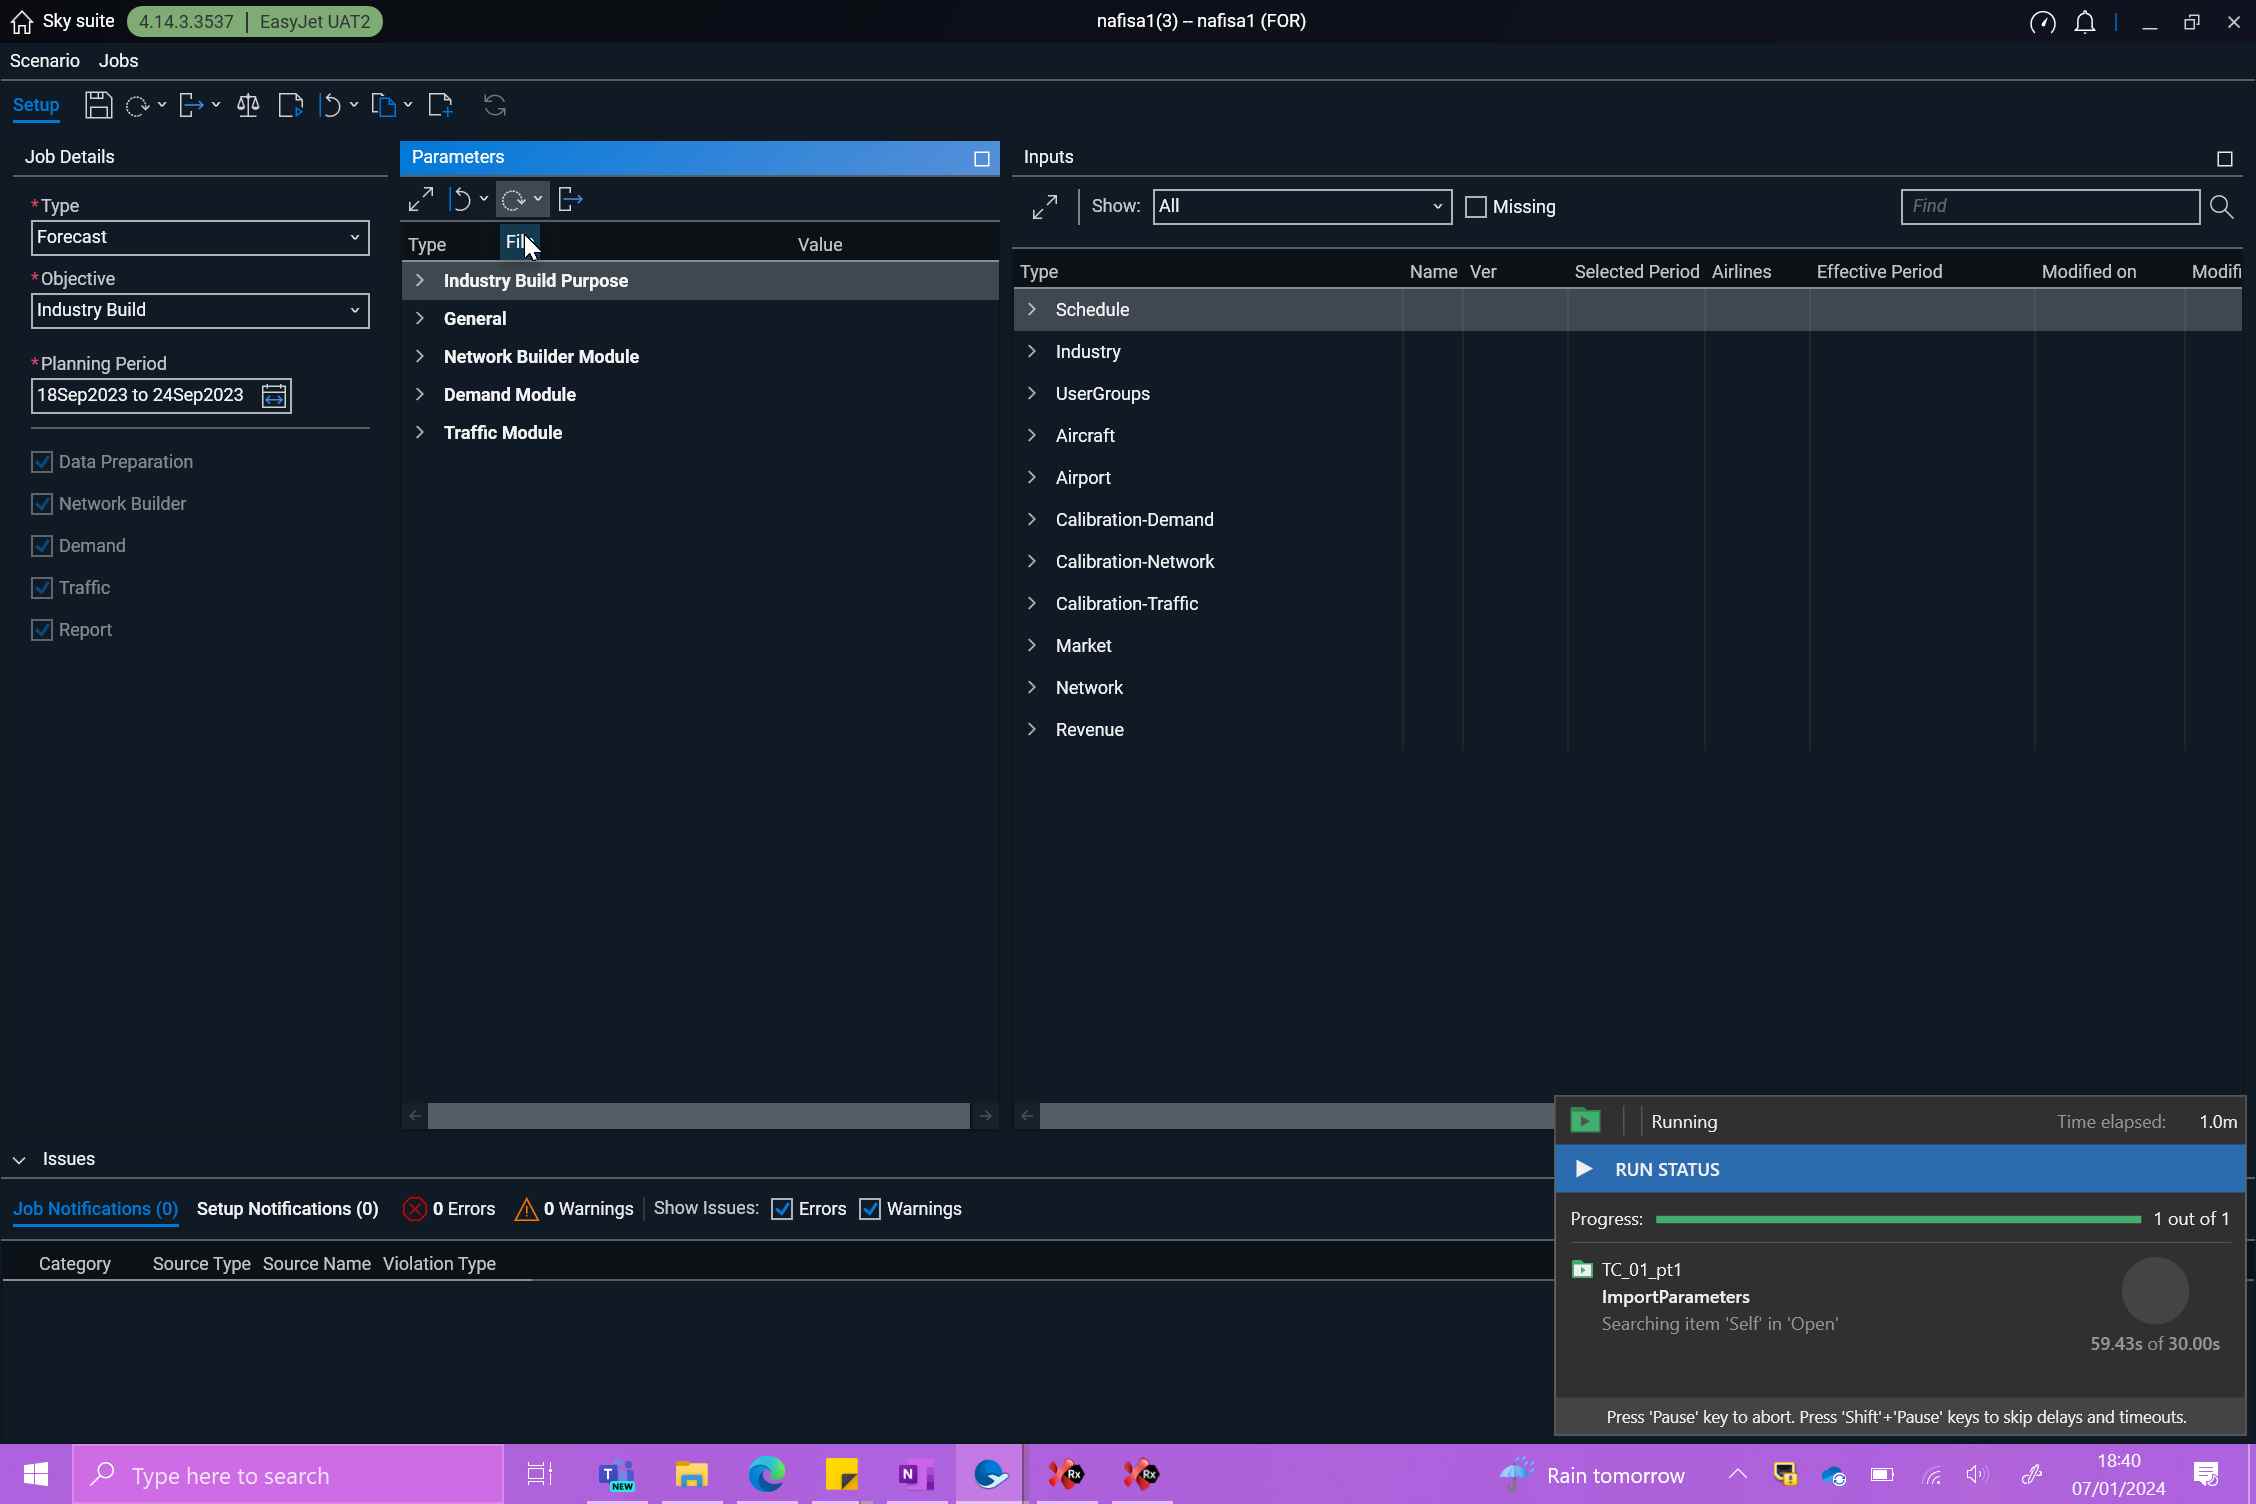 Sky suite 4.14.3.3537 | EasyJet UAT2
nafisa1(3) – nafisa1 (FOR)
Scenario Jobs
Setup
Job Details
*Type
Forecast
*Objective
Industry Build
*Planning Period
18Sep2023 to 24Sep2023
Data Preparation
Network Builder
Demand
Traffic
Report
Parameters
Type
Value
Industry Build Purpose
General
Network Builder Module
Demand Module
Traffic Module
Inputs
Show: All
Missing
Find
Type Name Ver Selected Period Airlines Effective Period Modified on Modifi
Schedule
Industry
UserGroups
Aircraft
Airport
Calibration-Demand
Calibration-Network
Calibration-Traffic
Market
Network
Revenue
Issues
Job Notifications (0) Setup Notifications (0) 0 Errors 0 Warnings Show Issues: Errors Warnings
Category Source Type Source Name Violation Type
Running Time elapsed: 1.0m
RUN STATUS
Progress: 1 out of 1
TC_01_pt1
ImportParameters
Searching item 'Self' in 'Open'
59.43s of 30.00s
Press 'Pause' key to abort. Press 'Shift'+'Pause' keys to skip delays and timeouts.
Type here to search
T
NEW
N
Rx
Rx
Rain tomorrow
18:40
07/01/2024